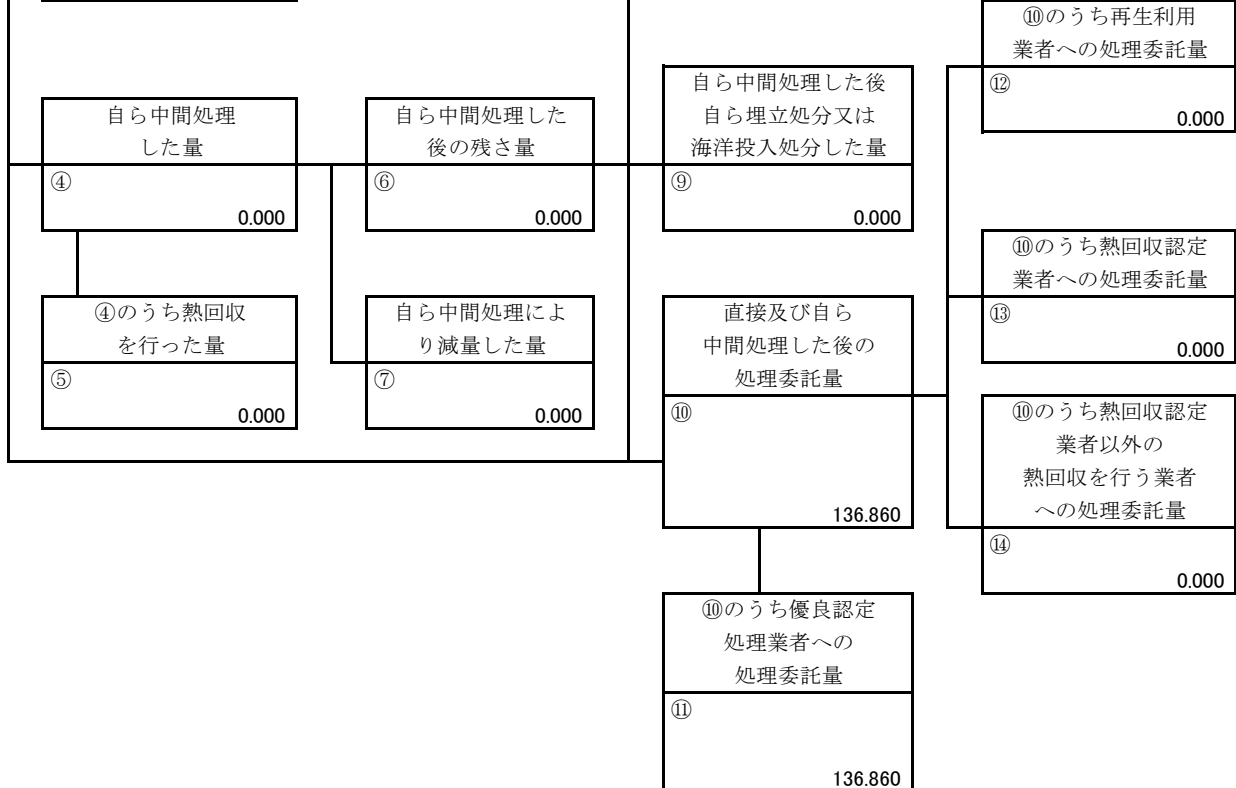 ⑩のうち再生利用
業者への処理委託量
⑫
0.000
自ら中間処理
した量
④
0.000
自ら中間処理した
後の残さ量
⑥
0.000
自ら中間処理した後
自ら埋立処分又は
海洋投入処分した量
⑨
0.000
⑩のうち熱回収認定
業者への処理委託量
⑬
0.000
④のうち熱回収
を行った量
⑤
0.000
自ら中間処理によ
り減量した量
⑦
0.000
直接及び自ら
中間処理した後の
処理委託量
⑩
136.860
⑩のうち熱回収認定
業者以外の
熱回収を行う業者
への処理委託量
⑭
0.000
⑩のうち優良認定
処理業者への
処理委託量
⑪
136.860